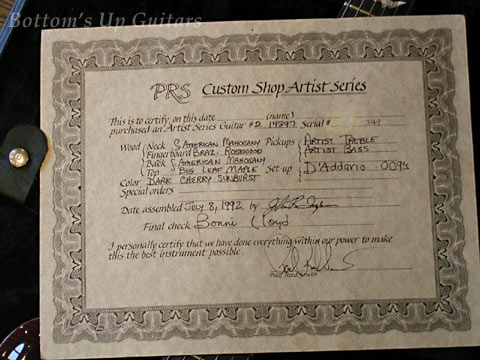 Bottom's Up Guitars
PRS Custom Shop Artist Series
This is to certify, on this date (name)
purchased an Artist Series Guitar #2 14897 Serial # 349
Wood Neck S American Mahogany Pickups Artist Treble
Fingerboard Braz Rosewood Artist Bass
Back S American Mahogany
Top Big Leaf Maple Set-up D'Addario .009's
Color Dark Cherry Sunburst
Special orders
Date assembled July 8, 1992 by
Final check Bonni Lloyd
I personally certify that we have done everything within our power to make
this the best instrument possible.
Paul Reed Smith